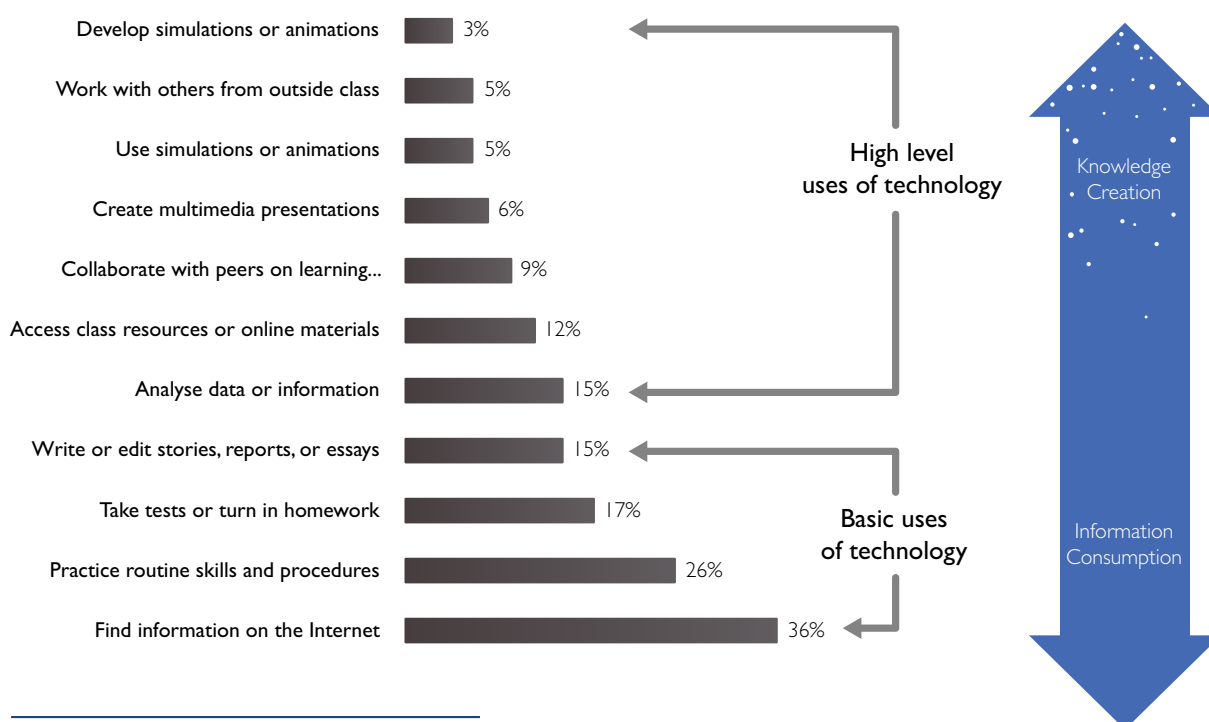 Develop simulations or animations 3%
Work with others from outside class 5%
Use simulations or animations 5%
Create multimedia presentations 6%
Collaborate with peers on learning... 9%
Access class resources or online materials 12%
Analyse data or information 15%
Write or edit stories, reports, or essays 15%
Take tests or turn in homework 17%
Practice routine skills and procedures 26%
Find information on the Internet 36%
High level
uses of technology
Basic uses
of technology
Knowledge
Creation
Information
Consumption